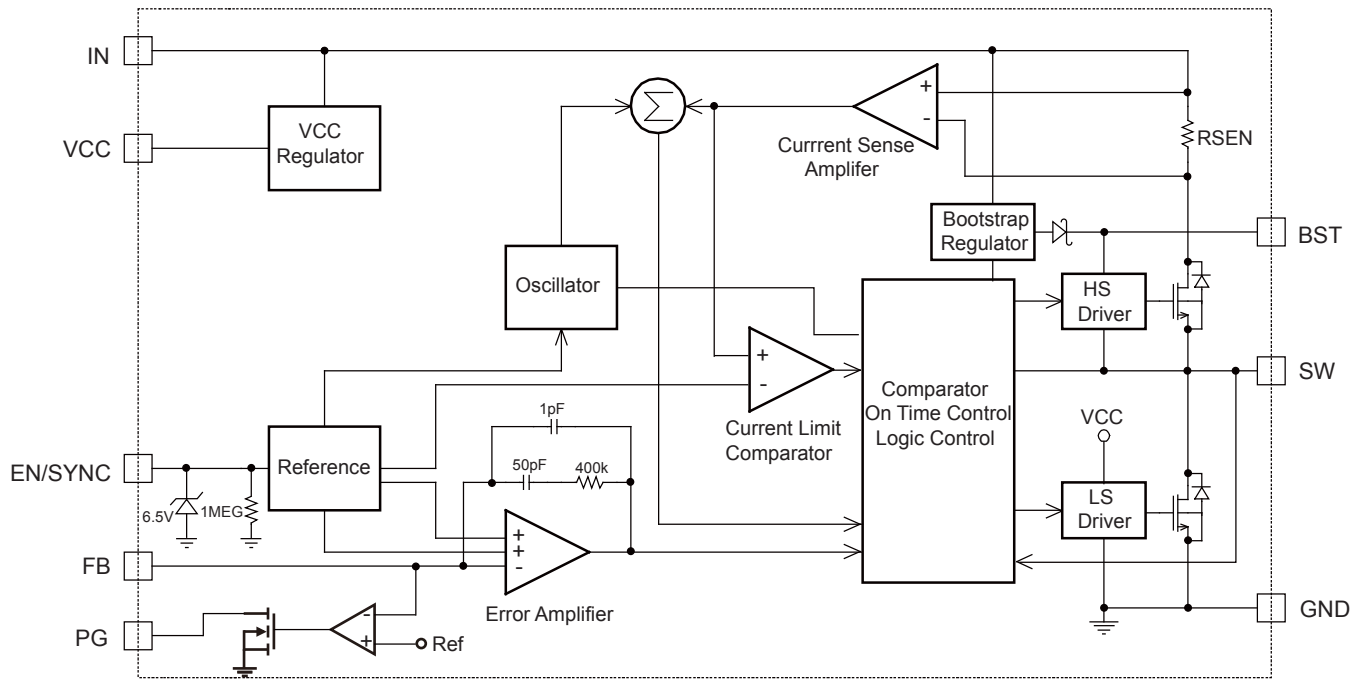 IN
VCC
Regulator
VCC
Σ
+
-
Currrent Sense
Amplifer
RSEN
Bootstrap
Regulator
BST
Oscillator
HS
Driver
+
-
Current Limit
Comparator
Comparator
On Time Control
Logic Control
SW
VCC
1pF
50pF
400k
EN/SYNC
Reference
6.5V
1MEG
LS
Driver
+
+
-
Error Amplifier
FB
PG
-
+
Ref
GND